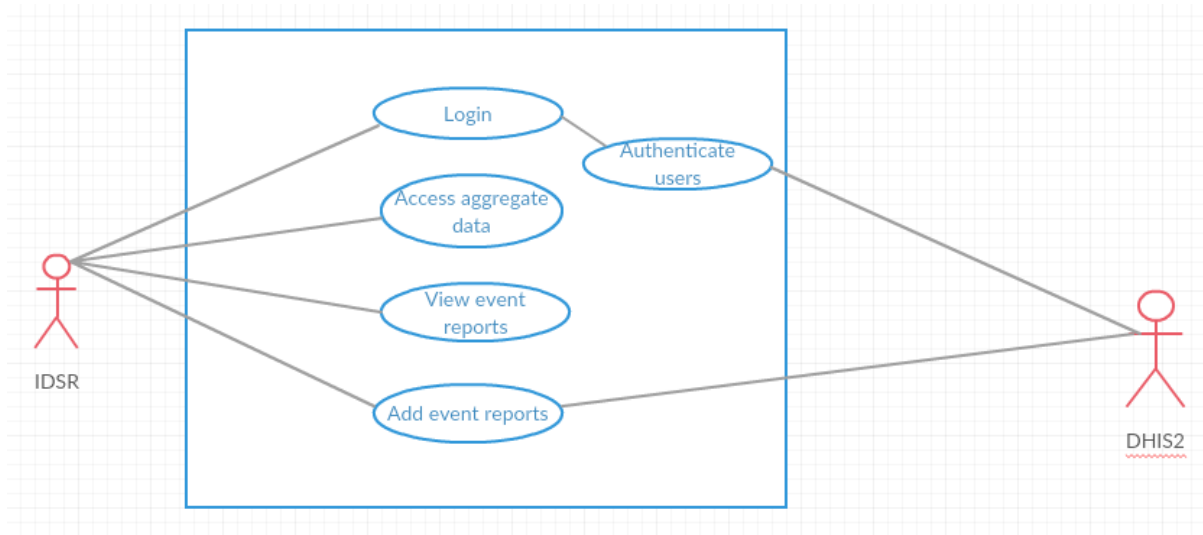 Login
Authenticate
users
Access aggregate
data
View event
reports
IDSR
Add event reports
DHIS2